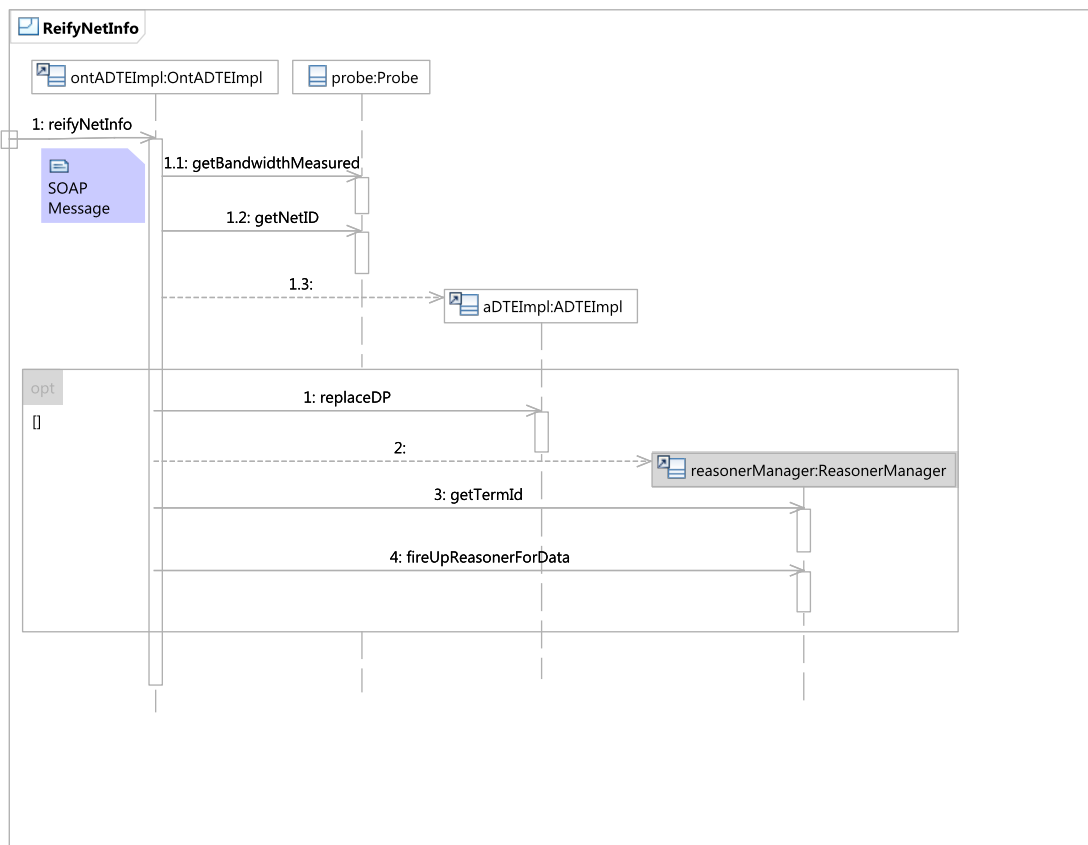 ReifyNetInfo
ontADTEImpl:OntADTEImpl
probe:Probe
1: reifyNetInfo
SOAP
Message
1.1: getBandwidthMeasured
1.2: getNetID
1.3:
aDTEImpl:ADTEImpl
opt
[]
1: replaceDP
2:
reasonerManager:ReasonerManager
3: getTermId
4: fireUpReasonerForData